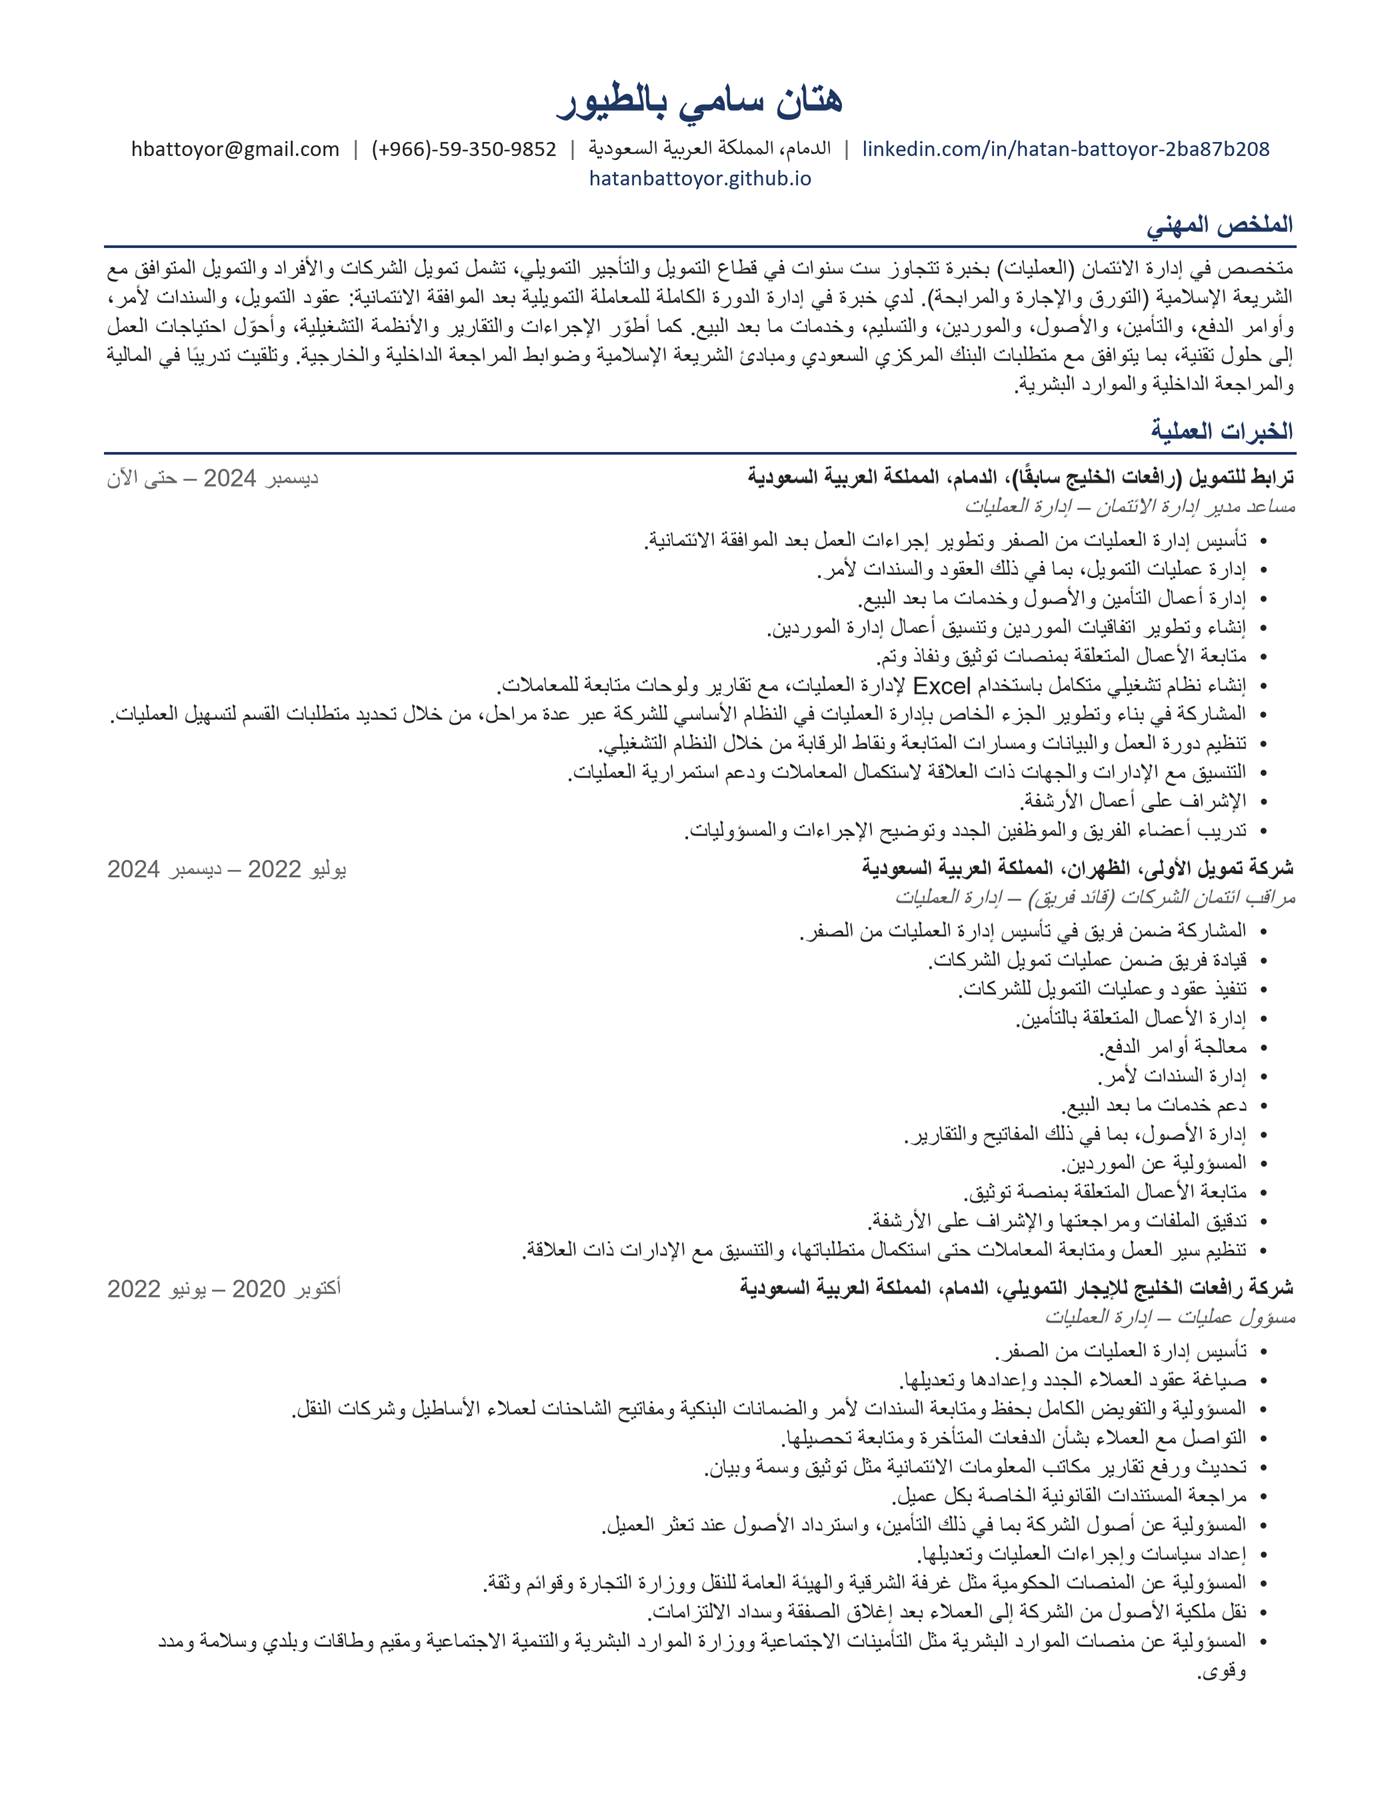 هتان سامي بالطيور
hbattoyor@gmail.com | (+966)-59-350-9852 | الدمام، المملكة العربية السعودية | linkedin.com/in/hatan-battoyor-2ba87b208
hatanbattoyor.github.io
الملخص المهني
متخصص في إدارة الائتمان (العمليات) بخبرة تتجاوز ست سنوات في قطاع التمويل والتأجير التمويلي، تشمل تمويل الشركات والأفراد والتمويل المتوافق مع
الشريعة الإسلامية (التورق والإجارة والمرابحة). لدي خبرة في إدارة الدورة الكاملة للمعاملة التمويلية بعد الموافقة الائتمانية: عقود التمويل، والسندات لأمر،
وأوامر الدفع، والتأمين، والأصول، والموردين، والتسليم، وخدمات ما بعد البيع. كما أطوّر الإجراءات والتقارير والأنظمة التشغيلية، وأحوّل احتياجات العمل
إلى حلول تقنية، بما يتوافق مع متطلبات البنك المركزي السعودي ومبادئ الشريعة الإسلامية وضوابط المراجعة الداخلية والخارجية. وتلقيت تدريبًا في المالية
والمراجعة الداخلية والموارد البشرية.
الخبرات العملية
ترابط للتمويل (رافعات الخليج سابقًا)، الدمام، المملكة العربية السعودية ديسمبر 2024 – حتى الآن
مساعد مدير إدارة الائتمان – إدارة العمليات
• تأسيس إدارة العمليات من الصفر وتطوير إجراءات العمل بعد الموافقة الائتمانية.
• إدارة عمليات التمويل، بما في ذلك العقود والسندات لأمر.
• إدارة أعمال التأمين والأصول وخدمات ما بعد البيع.
• إنشاء وتطوير اتفاقيات الموردين وتنسيق أعمال إدارة الموردين.
• متابعة الأعمال المتعلقة بمنصات توثيق ونفاذ وتم.
• إنشاء نظام تشغيلي متكامل باستخدام Excel لإدارة العمليات، مع تقارير ولوحات متابعة للمعاملات.
• المشاركة في بناء وتطوير الجزء الخاص بإدارة العمليات في النظام الأساسي للشركة عبر عدة مراحل، من خلال تحديد متطلبات القسم لتسهيل العمليات.
• تنظيم دورة العمل والبيانات ومسارات المتابعة ونقاط الرقابة من خلال النظام التشغيلي.
• التنسيق مع الإدارات والجهات ذات العلاقة لاستكمال المعاملات ودعم استمرارية العمليات.
• الإشراف على أعمال الأرشفة.
• تدريب أعضاء الفريق والموظفين الجدد وتوضيح الإجراءات والمسؤوليات.
شركة تمويل الأولى، الظهران، المملكة العربية السعودية يوليو 2022 – ديسمبر 2024
مراقب ائتمان الشركات (قائد فريق) – إدارة العمليات
• المشاركة ضمن فريق في تأسيس إدارة العمليات من الصفر.
• قيادة فريق ضمن عمليات تمويل الشركات.
• تنفيذ عقود وعمليات التمويل للشركات.
• إدارة الأعمال المتعلقة بالتأمين.
• معالجة أوامر الدفع.
• إدارة السندات لأمر.
• دعم خدمات ما بعد البيع.
• إدارة الأصول، بما في ذلك المفاتيح والتقارير.
• المسؤولية عن الموردين.
• متابعة الأعمال المتعلقة بمنصة توثيق.
• تدقيق الملفات ومراجعتها والإشراف على الأرشفة.
• تنظيم سير العمل ومتابعة المعاملات حتى استكمال متطلباتها، والتنسيق مع الإدارات ذات العلاقة.
شركة رافعات الخليج للإيجار التمويلي، الدمام، المملكة العربية السعودية أكتوبر 2020 – يونيو 2022
مسؤول عمليات – إدارة العمليات
• تأسيس إدارة العمليات من الصفر.
• صياغة عقود العملاء الجدد وإعدادها وتعديلها.
• المسؤولية والتفويض الكامل بحفظ ومتابعة السندات لأمر والضمانات البنكية ومفاتيح الشاحنات لعملاء الأساطيل وشركات النقل.
• التواصل مع العملاء بشأن الدفعات المتأخرة ومتابعة تحصيلها.
• تحديث ورفع تقارير مكاتب المعلومات الائتمانية مثل توثيق وسمة وبيان.
• مراجعة المستندات القانونية الخاصة بكل عميل.
• المسؤولية عن أصول الشركة بما في ذلك التأمين، واسترداد الأصول عند تعثر العميل.
• إعداد سياسات وإجراءات العمليات وتعديلها.
• المسؤولية عن المنصات الحكومية مثل غرفة الشرقية والهيئة العامة للنقل ووزارة التجارة وقوائم وثقة.
• نقل ملكية الأصول من الشركة إلى العملاء بعد إغلاق الصفقة وسداد الالتزامات.
• المسؤولية عن منصات الموارد البشرية مثل التأمينات الاجتماعية ووزارة الموارد البشرية والتنمية الاجتماعية ومقيم وطاقات وبلدي وسلامة ومدد
وقوى.